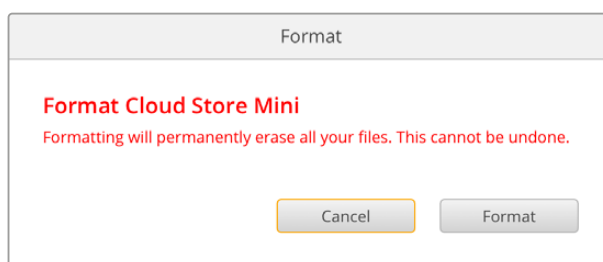 Format
Format Cloud Store Mini
Formatting will permanently erase all your files. This cannot be undone.
Cancel
Format